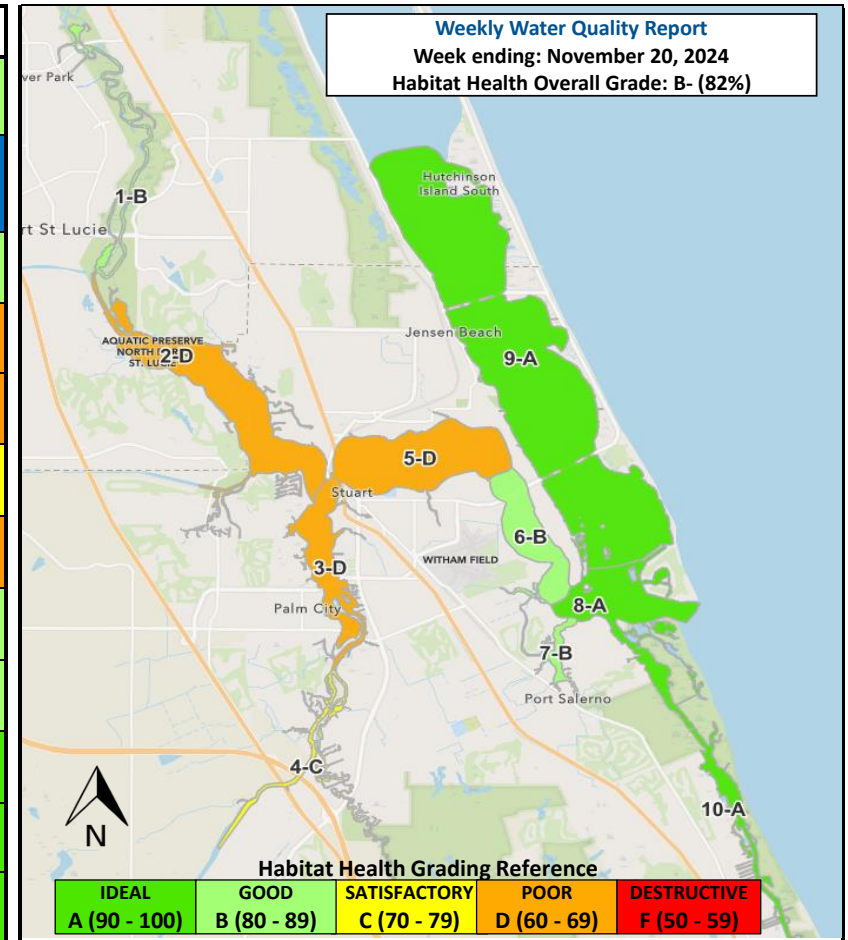 Weekly Water Quality Report
Week ending: November 20, 2024
Habitat Health Overall Grade: B- (82%)
ver Park
Hutchinson
Island South
1-B
rt St Lucie
Jensen Beach
AQUATIC PRESERVE
ST. LUCIE
2-D
9-A
5-D
Stuart
6-B
WITHAM FIELD
3-D
Palm City
8-A
7-B
Port Salerno
4-C
10-A
N
Habitat Health Grading Reference
IDEAL GOOD SATISFACTORY POOR DESTRUCTIVE
A (90 - 100) B (80 - 89) C (70 - 79) D (60 - 69) F (50 - 59)